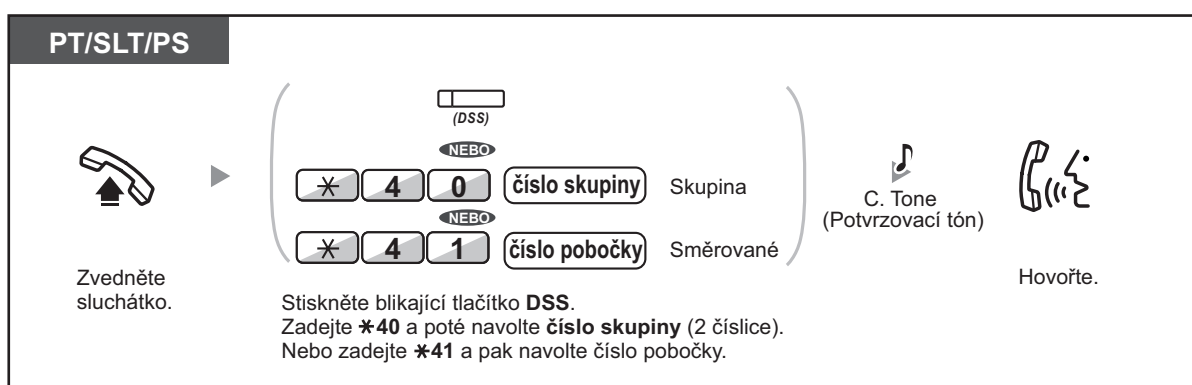 PT/SLT/PS
(DSS)
NEBO
* 4 0 číslo skupiny Skupina
NEBO
* 4 1 číslo pobočky Směrované
C. Tone
(Potvrzovací tón)
Zvedněte
sluchátko.
Hovořte.
Stiskněte blikající tlačítko DSS.
Zadejte *40 a poté navolte číslo skupiny (2 číslice).
Nebo zadejte *41 a pak navolte číslo pobočky.